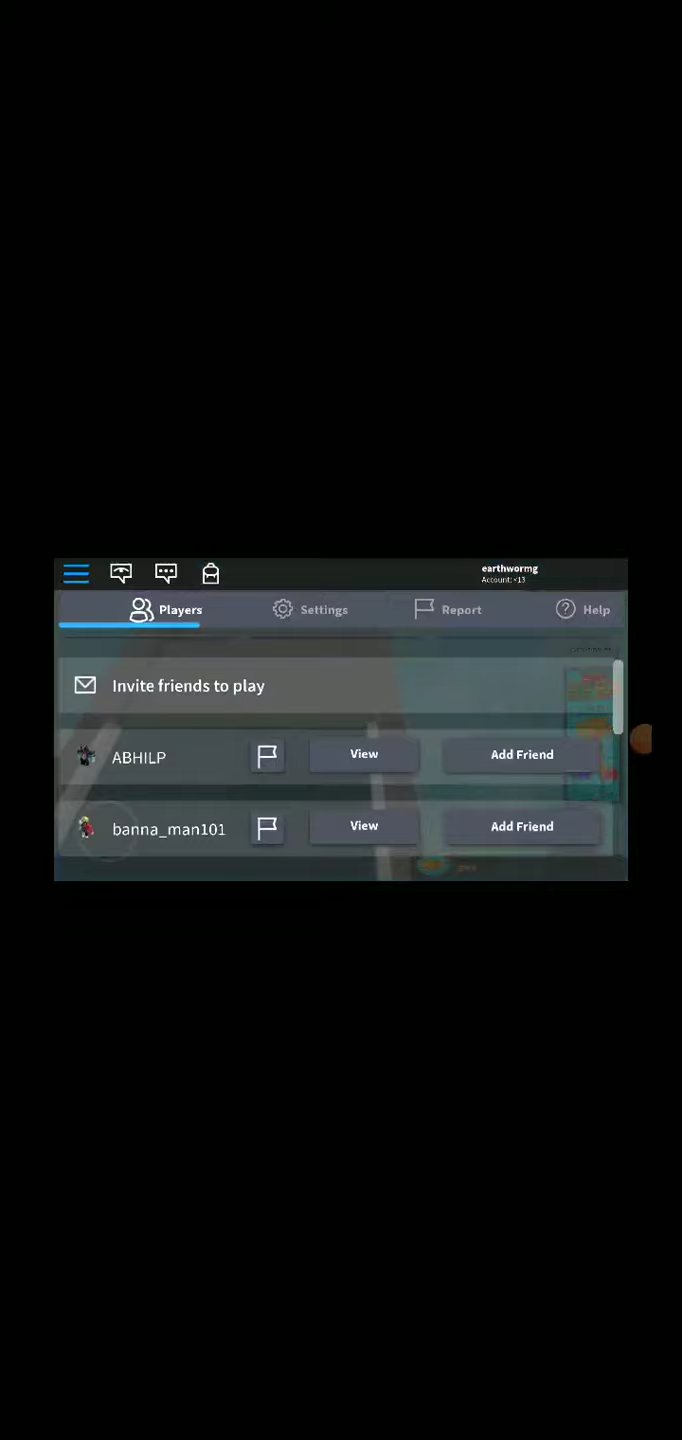 earthwormg
Account: <13
Players
Settings
Report
Help
Invite friends to play
ABHILP
View
Add Friend
banna_man101
View
Add Friend